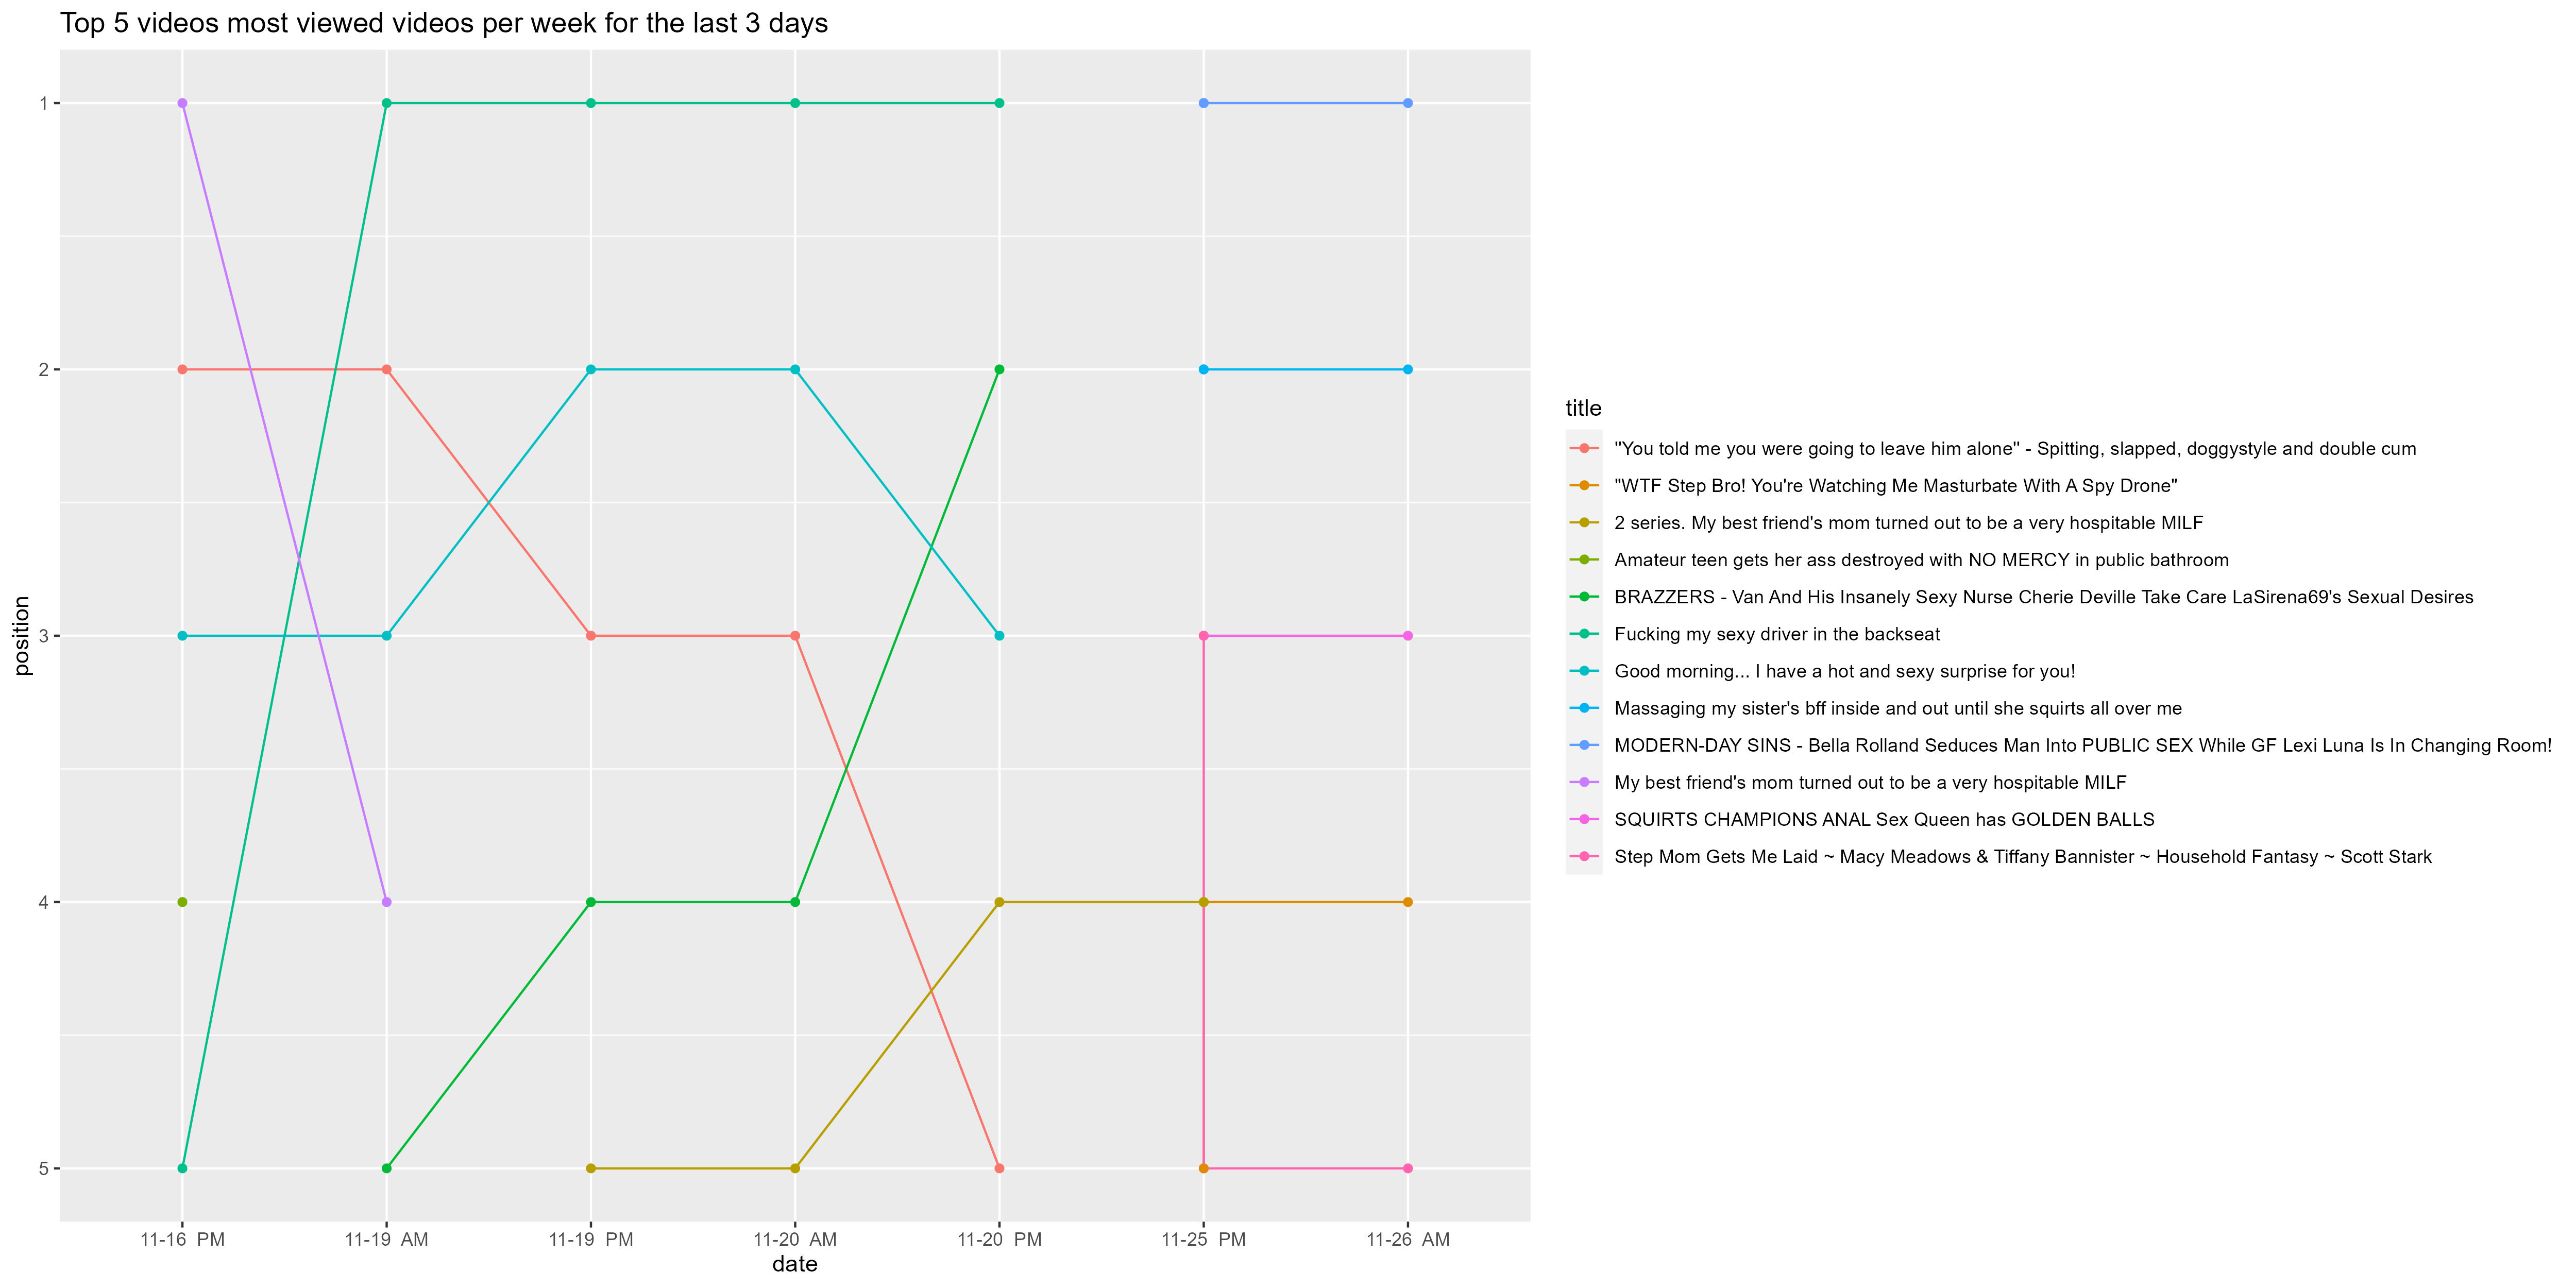 Top 5 videos most viewed videos per week for the last 3 days
position
1
2
3
4
5
11-16 PM
11-19 AM
11-19 PM
11-20 AM
11-20 PM
11-25 PM
11-26 AM
date
title
"You told me you were going to leave him alone" - Spitting, slapped, doggystyle and double cum
"WTF Step Bro! You're Watching Me Masturbate With A Spy Drone"
2 series. My best friend's mom turned out to be a very hospitable MILF
Amateur teen gets her ass destroyed with NO MERCY in public bathroom
BRAZZERS - Van And His Insanely Sexy Nurse Cherie Deville Take Care LaSirena69's Sexual Desires
Fucking my sexy driver in the backseat
Good morning... I have a hot and sexy surprise for you!
Massaging my sister's bff inside and out until she squirts all over me
MODERN-DAY SINS - Bella Rolland Seduces Man Into PUBLIC SEX While GF Lexi Luna Is In Changing Room!
My best friend's mom turned out to be a very hospitable MILF
SQUIRTS CHAMPIONS ANAL Sex Queen has GOLDEN BALLS
Step Mom Gets Me Laid ~ Macy Meadows & Tiffany Bannister ~ Household Fantasy ~ Scott Stark